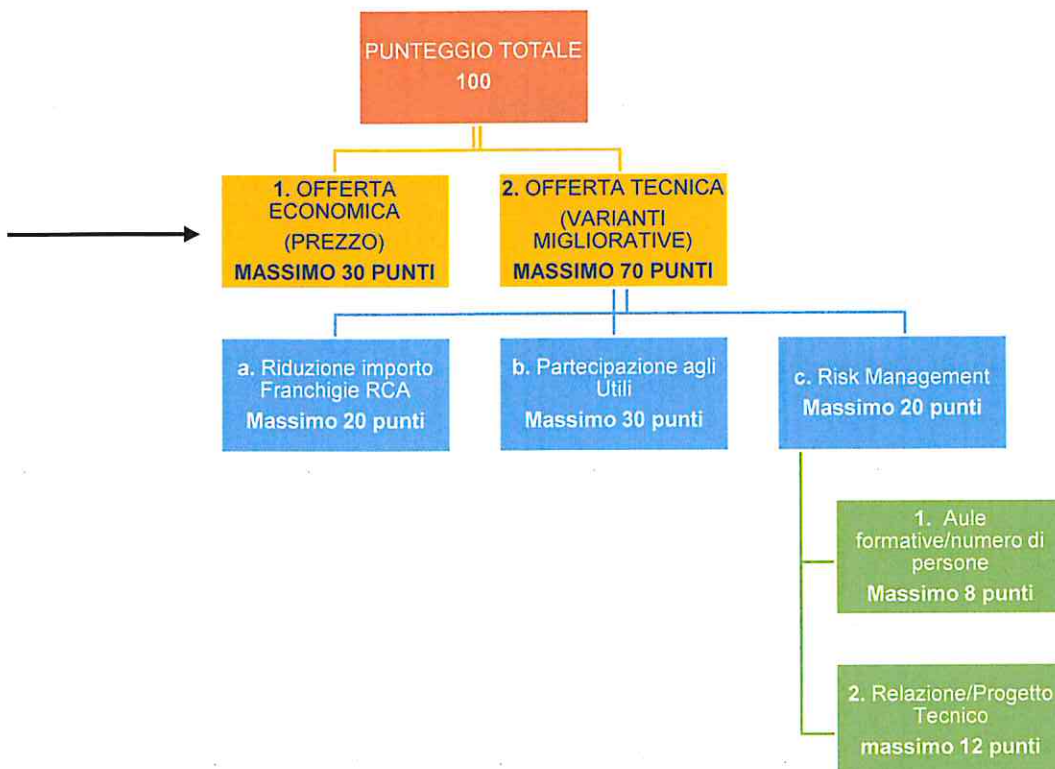 PUNTEGGIO TOTALE
100
1. OFFERTA
ECONOMICA
(PREZZO)
MASSIMO 30 PUNTI
2. OFFERTA TECNICA
(VARIANTI
MIGLIORATIVE)
MASSIMO 70 PUNTI
a. Riduzione importo
Franchigie RCA
Massimo 20 punti
b. Partecipazione agli
Utili
Massimo 30 punti
c. Risk Management
Massimo 20 punti
1. Aule
formative/numero di
persone
Massimo 8 punti
2. Relazione/Progetto
Tecnico
massimo 12 punti